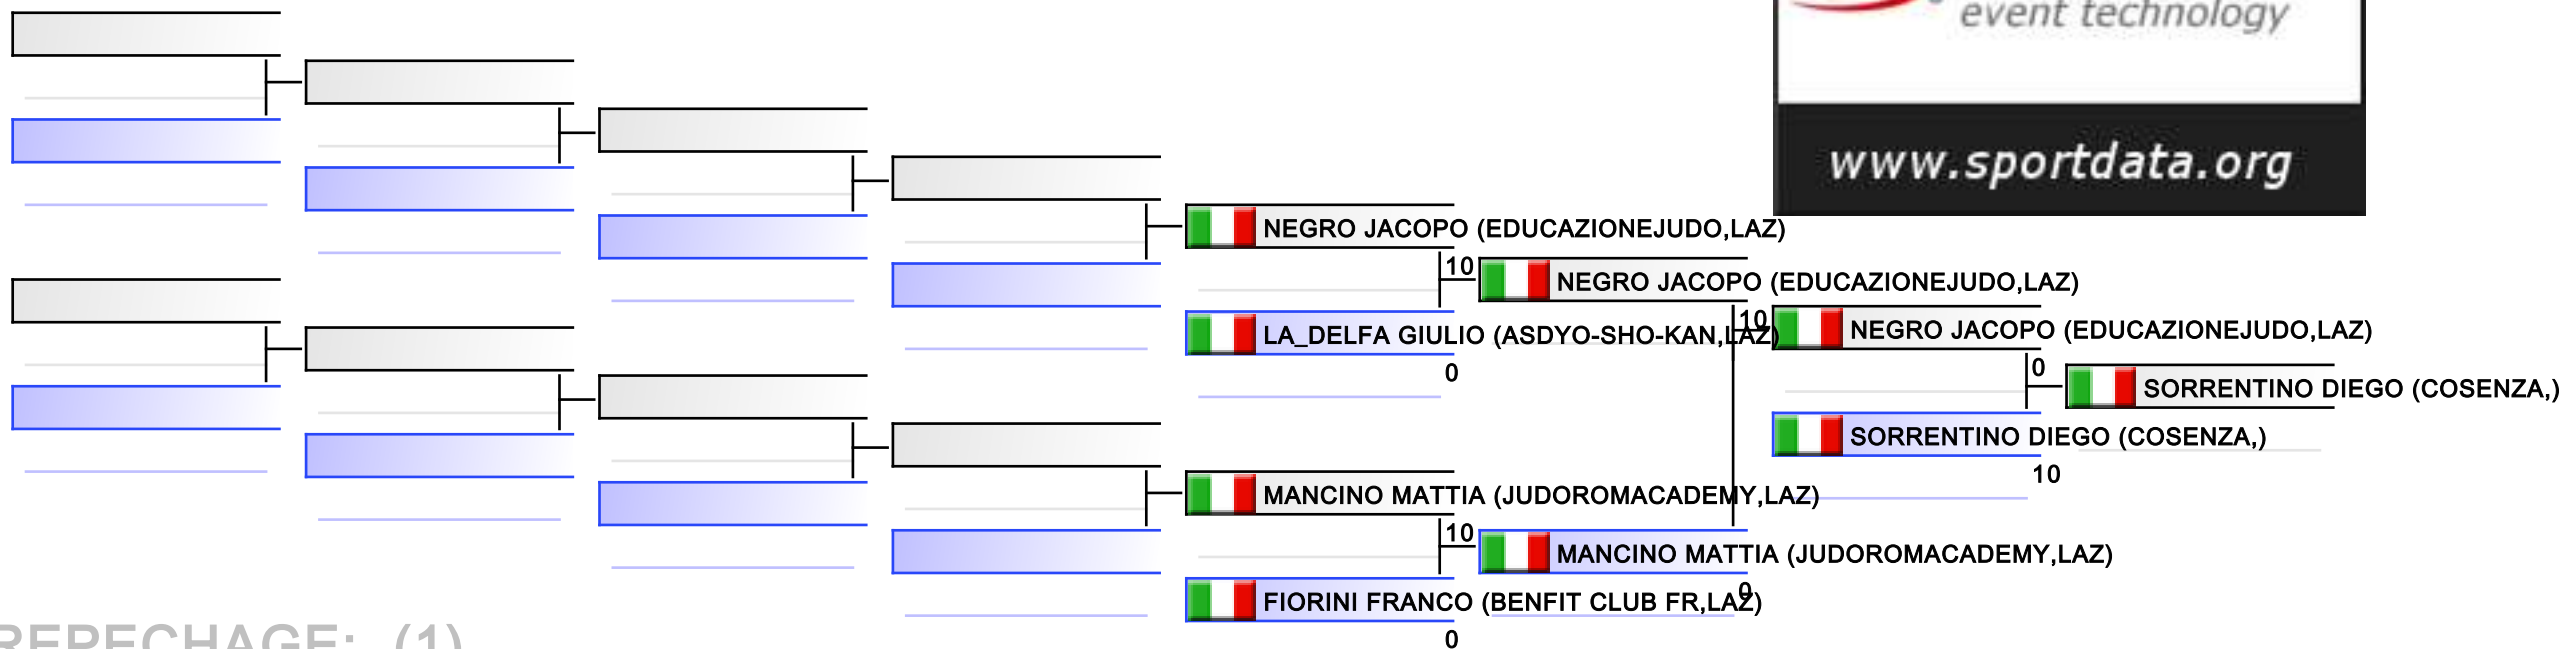 event technology
www.sportdata.org
NEGRO JACOPO (EDUCAZIONEJUDO,LAZ)
10
NEGRO JACOPO (EDUCAZIONEJUDO,LAZ)
10
NEGRO JACOPO (EDUCAZIONEJUDO,LAZ)
LA_DELFA GIULIO (ASDYO-SHO-KAN,LAZ)
0
0
SORRENTINO DIEGO (COSENZA,)
SORRENTINO DIEGO (COSENZA,)
10
MANCINO MATTIA (JUDOROMACADEMY,LAZ)
10
MANCINO MATTIA (JUDOROMACADEMY,LAZ)
0
FIORINI FRANCO (BENFIT CLUB FR,LAZ)
0
REPECHAGE: (1)